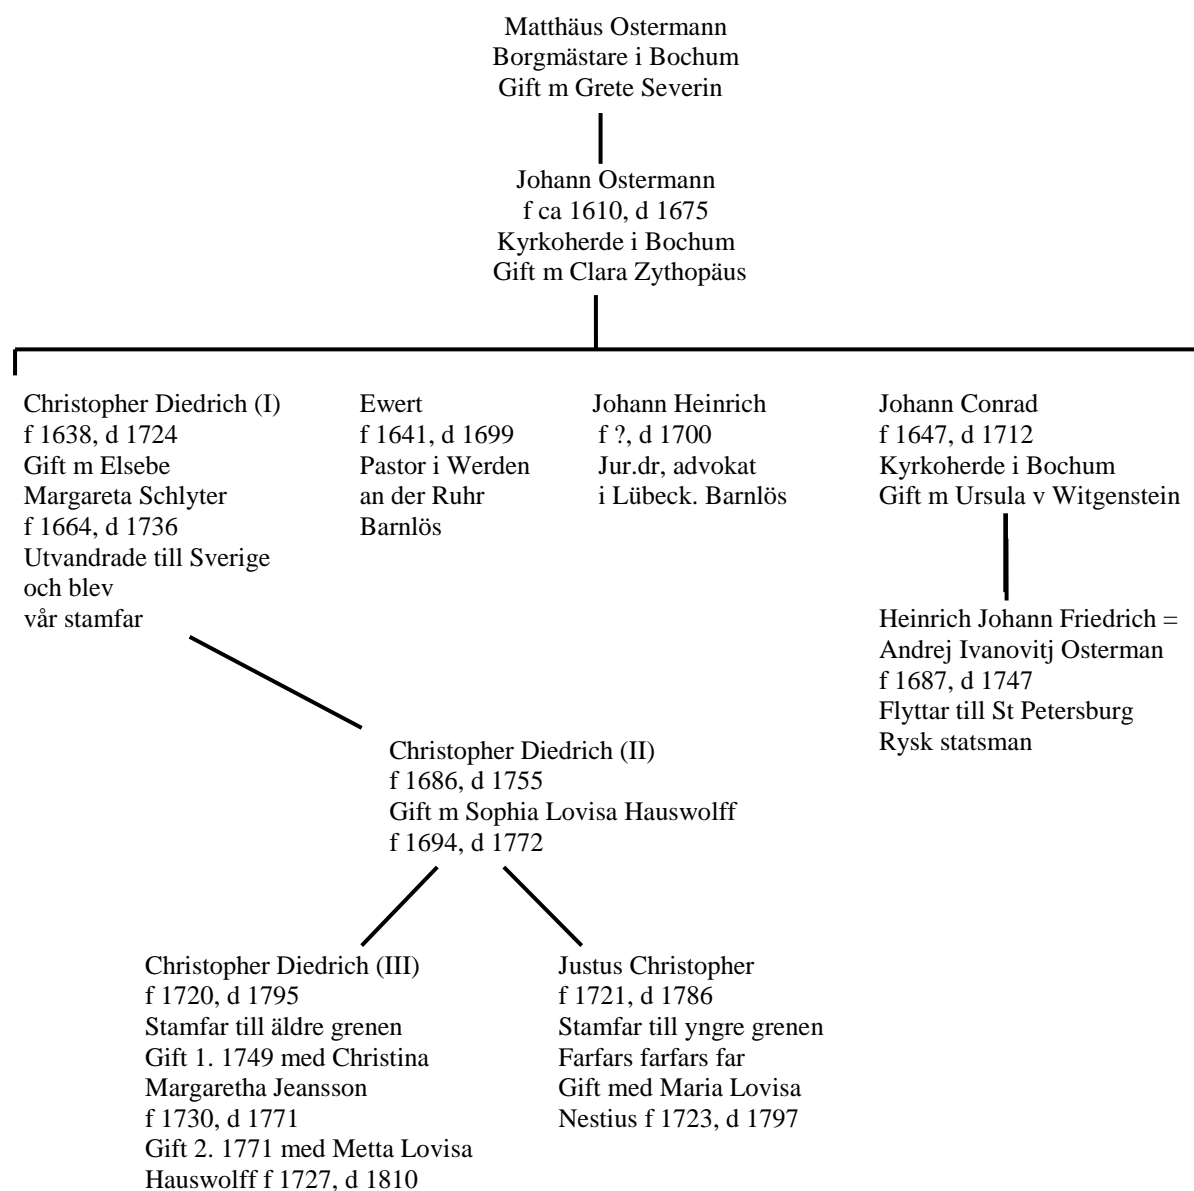 Matthäus Ostermann
Borgmästare i Bochum
Gift m Grete Severin
Johann Ostermann
f ca 1610, d 1675
Kyrkoherde i Bochum
Gift m Clara Zythopäus
Christopher Diedrich (I)
f 1638, d 1724
Gift m Elsebe
Margareta Schlyter
f 1664, d 1736
Utvandrade till Sverige
och blev
vår stamfar
Ewert
f 1641, d 1699
Pastor i Werden
an der Ruhr
Barnlös
Johann Heinrich
f ?, d 1700
Jur.dr, advokat
i Lübeck. Barnlös
Johann Conrad
f 1647, d 1712
Kyrkoherde i Bochum
Gift m Ursula v Witgenstein
Heinrich Johann Friedrich =
Andrej Ivanovitj Osterman
f 1687, d 1747
Flyttar till St Petersburg
Rysk statsman
Christopher Diedrich (II)
f 1686, d 1755
Gift m Sophia Lovisa Hauswolff
f 1694, d 1772
Christopher Diedrich (III)
f 1720, d 1795
Stamfar till äldre grenen
Gift 1. 1749 med Christina
Margaretha Jeansson
f 1730, d 1771
Gift 2. 1771 med Metta Lovisa
Hauswolff f 1727, d 1810
Justus Christopher
f 1721, d 1786
Stamfar till yngre grenen
Farfars farfars far
Gift med Maria Lovisa
Nestius f 1723, d 1797